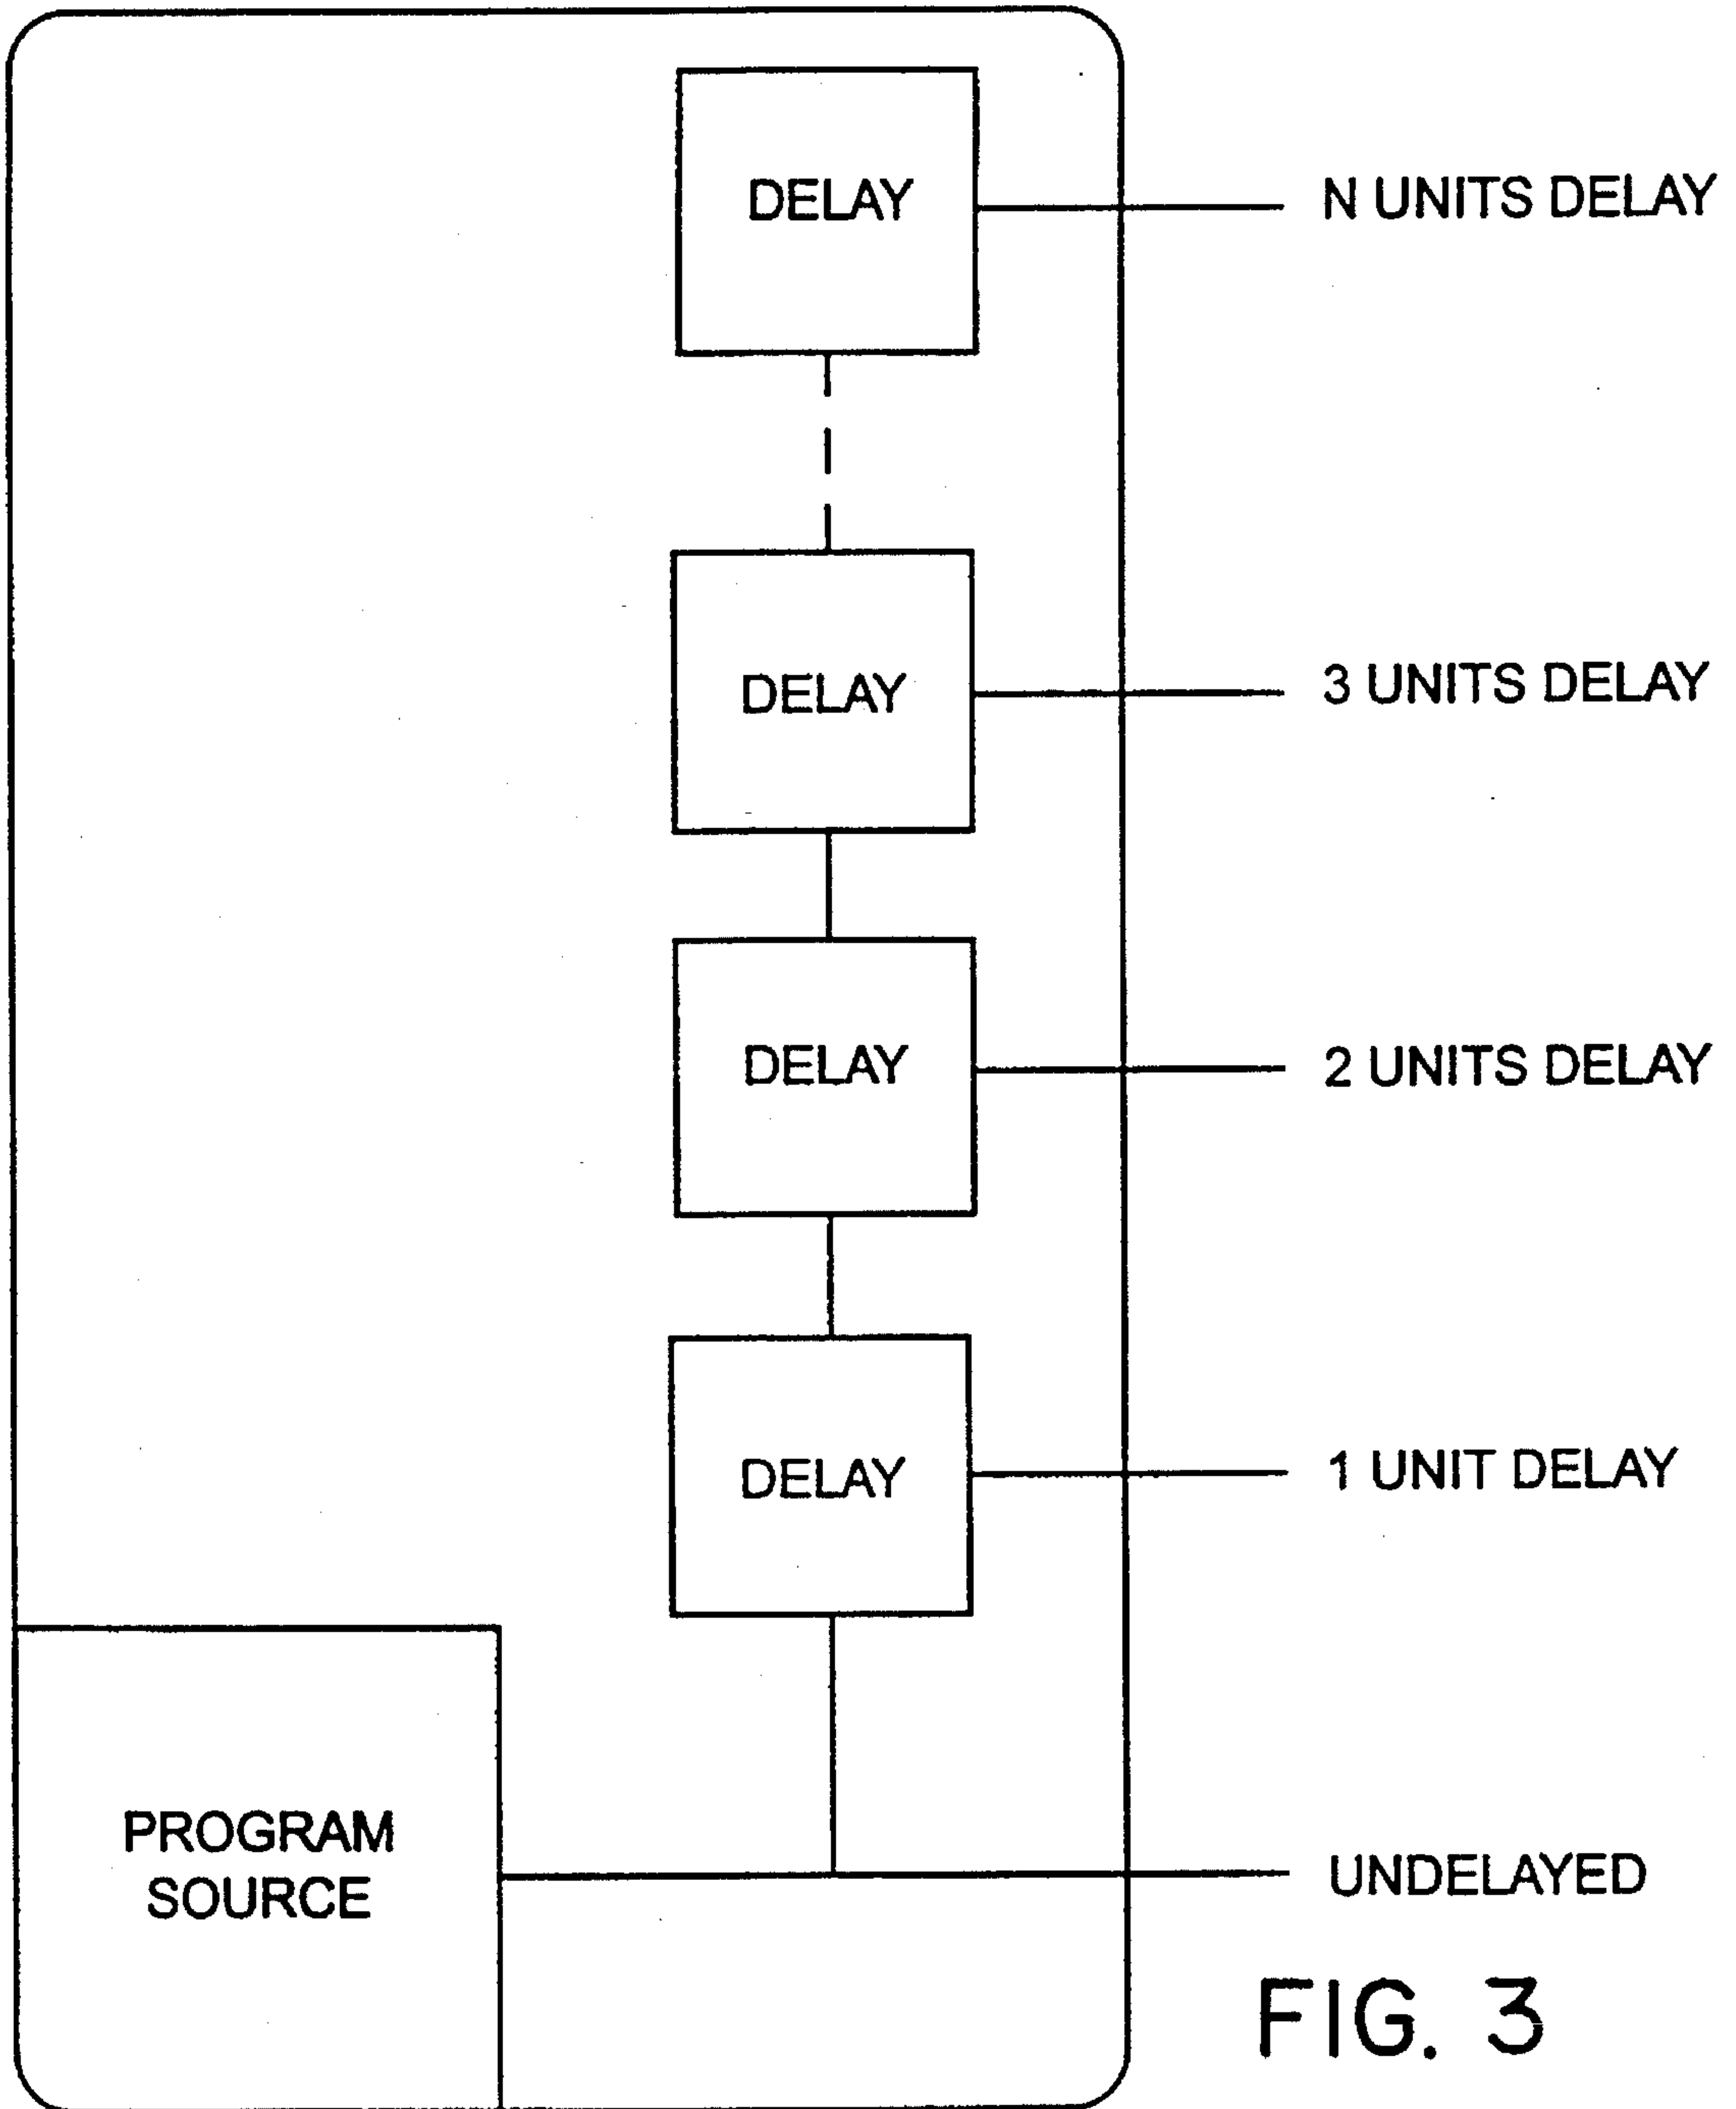 DELAY
N UNITS DELAY
DELAY
3 UNITS DELAY
DELAY
2 UNITS DELAY
DELAY
1 UNIT DELAY
PROGRAM
SOURCE
UNDELAYED
FIG. 3